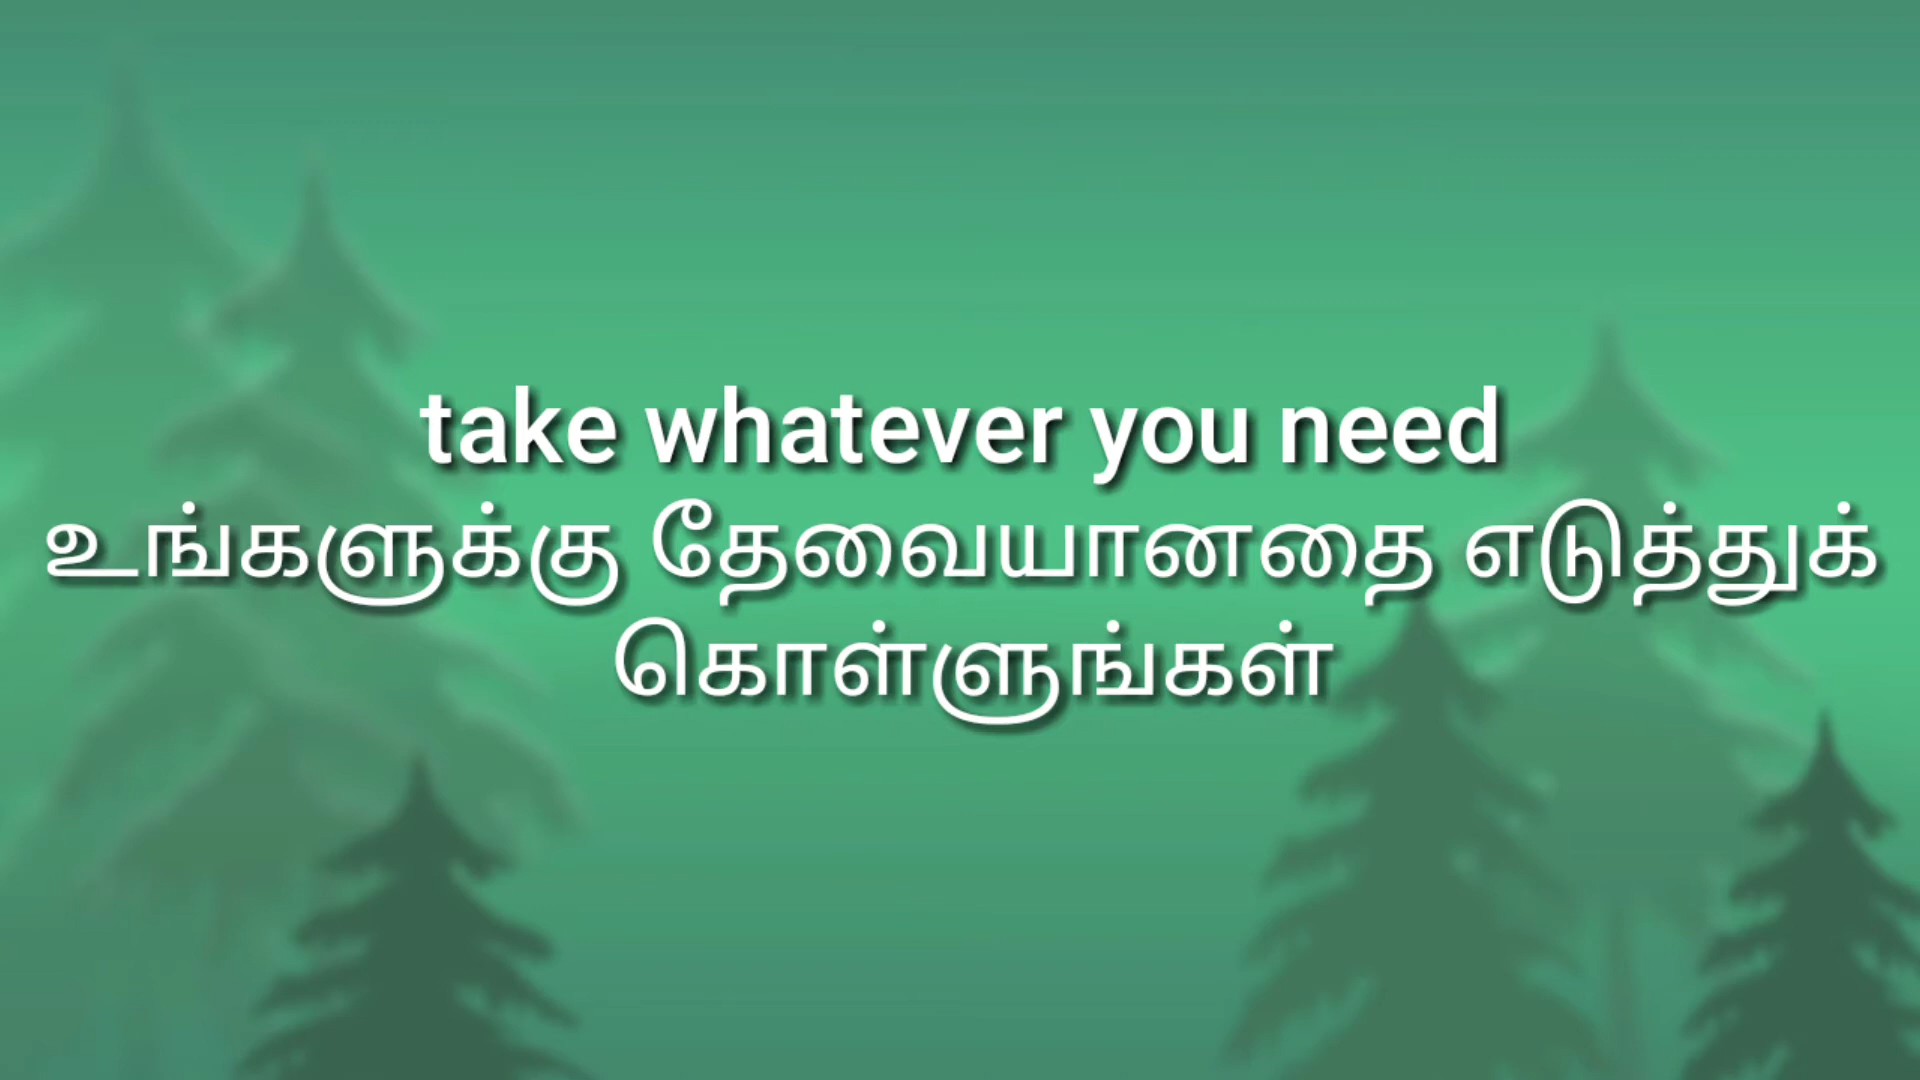 take whatever you need
உங்களுக்கு தேவையானதை எடுத்துக்
கொள்ளுங்கள்